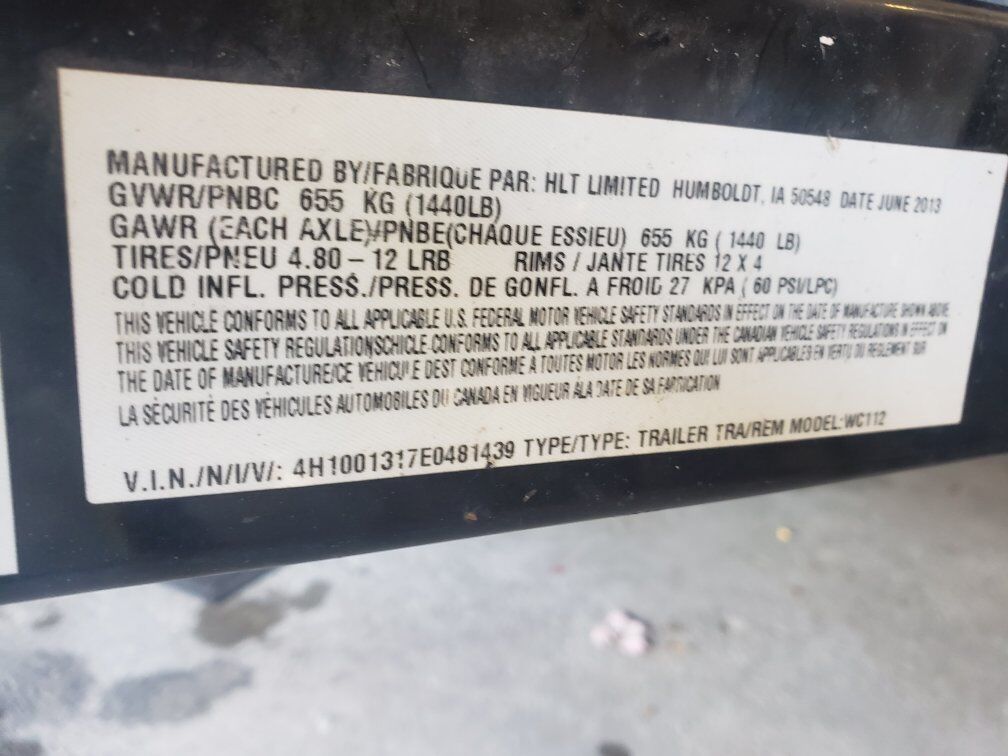 MANUFACTURED BY/FABRIQUE PAR: HLT LIMITED HUMBOLDT, IA 50548 DATE JUNE 2013
GVWR/PNBC 655 KG (1440LB)
GAWR (EACH AXLE)/PNBE(CHAQUE ESSIEU) 655 KG ( 1440 LB)
TIRES/PNEU 4.80 – 12 LRB RIMS / JANTE TIRES 12 X 4
COLD INFL. PRESS./PRESS. DE GONFL. A FROID 27 KPA ( 60 PSI/LPC)
THIS VEHICLE CONFORMS TO ALL APPLICABLE U.S. FEDERAL MOTOR VEHICLE SAFETY STANDARDS IN EFFECT ON THE DATE OF MANUFACTURE SHOWN ABOVE
THIS VEHICLE SAFETY REGULATIONSCHICLE CONFORMS TO ALL APPLICABLE STANDARDS UNDER THE CANADIAN VEHICLE SAFETY REGULATIONS IN EFFECT ON
THE DATE OF MANUFACTURE/CE VEHICULE DEST CONFORME A TOUTES MOTOR LES NORMES QUI LUI SONT APPLICABLES EN VERTU DU REGLEMENT SUR
LA SÉCURITÉ DES VÉHICULES AUTOMOBILES DU CANADA EN VIGUEUR ÀLA DATE DE SA FABRICATION
V.I.N./N/I/V/: 4H1001317E0481439 TYPE/TYPE: TRAILER TRA/REM MODEL:WC112